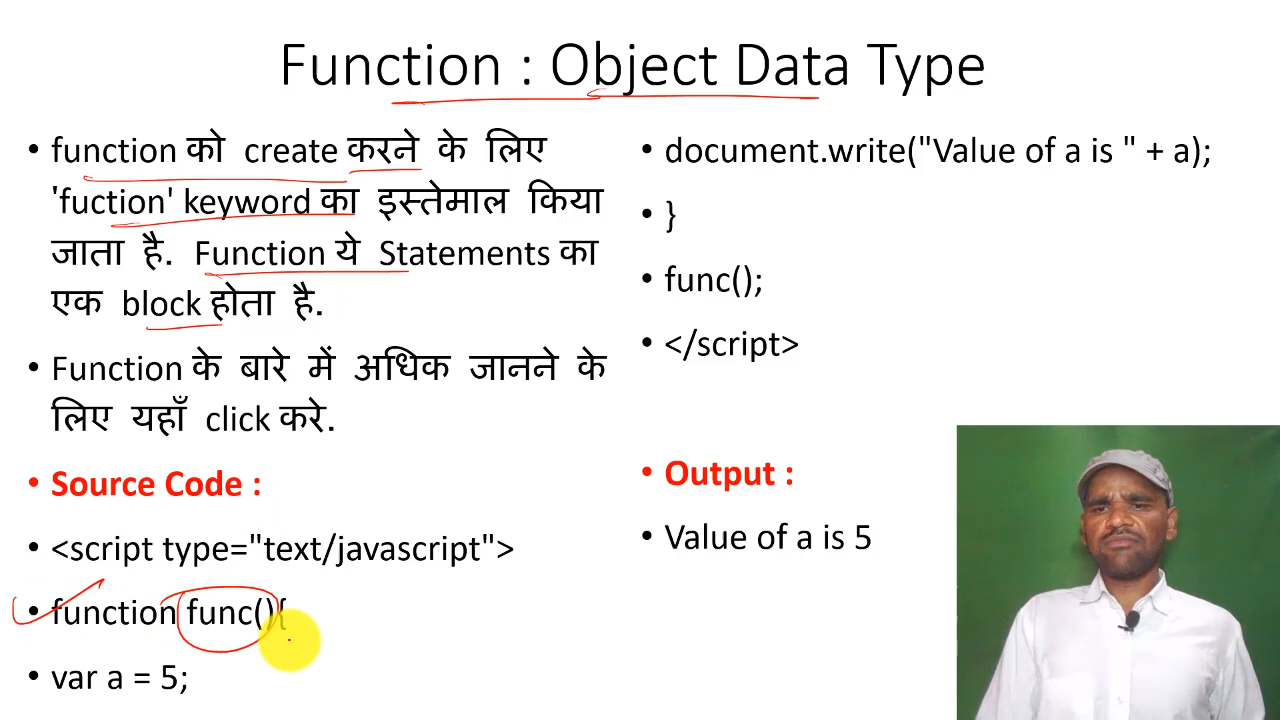 Function : Object Data Type
• function को create करने के लिए
'fuction' keyword का इस्तेमाल किया
जाता है. Function ये Statements का
एक block होता है.
• Function के बारे में अधिक जानने के
लिए यहाँ click करे.
• Source Code :
• <script type="text/javascript">
• function func(){
• var a = 5;
• document.write("Value of a is " + a);
• }
• func();
• </script>
• Output :
• Value of a is 5